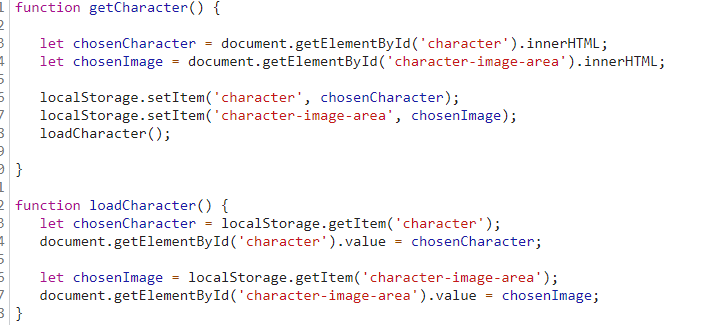 1 function getCharacter() {
2
3 let chosenCharacter = document.getElementById('character').innerHTML;
4 let chosenImage = document.getElementById('character-image-area').innerHTML;
5
6 localStorage.setItem('character', chosenCharacter);
7 localStorage.setItem('character-image-area', chosenImage);
8 loadCharacter();
9
0 }
1
2 function loadCharacter() {
3 let chosenCharacter = localStorage.getItem('character');
4 document.getElementById('character').value = chosenCharacter;
5
6 let chosenImage = localStorage.getItem('character-image-area');
7 document.getElementById('character-image-area').value = chosenImage;
8 }